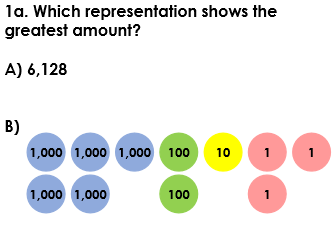 1a. Which representation shows the
greatest amount?
A) 6,128
B)
1,000 1,000 1,000 100 10 1 1
1,000 1,000 100 1